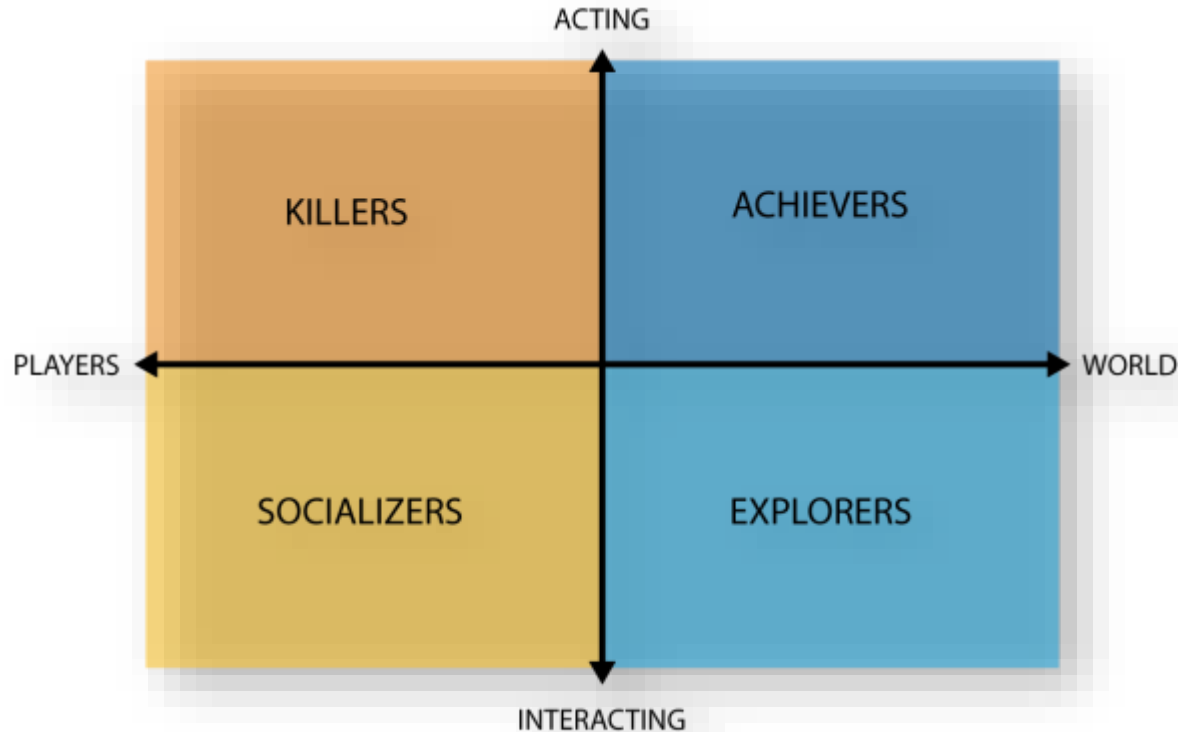 ACTING
KILLERS
ACHIEVERS
PLAYERS
WORLD
SOCIALIZERS
EXPLORERS
INTERACTING